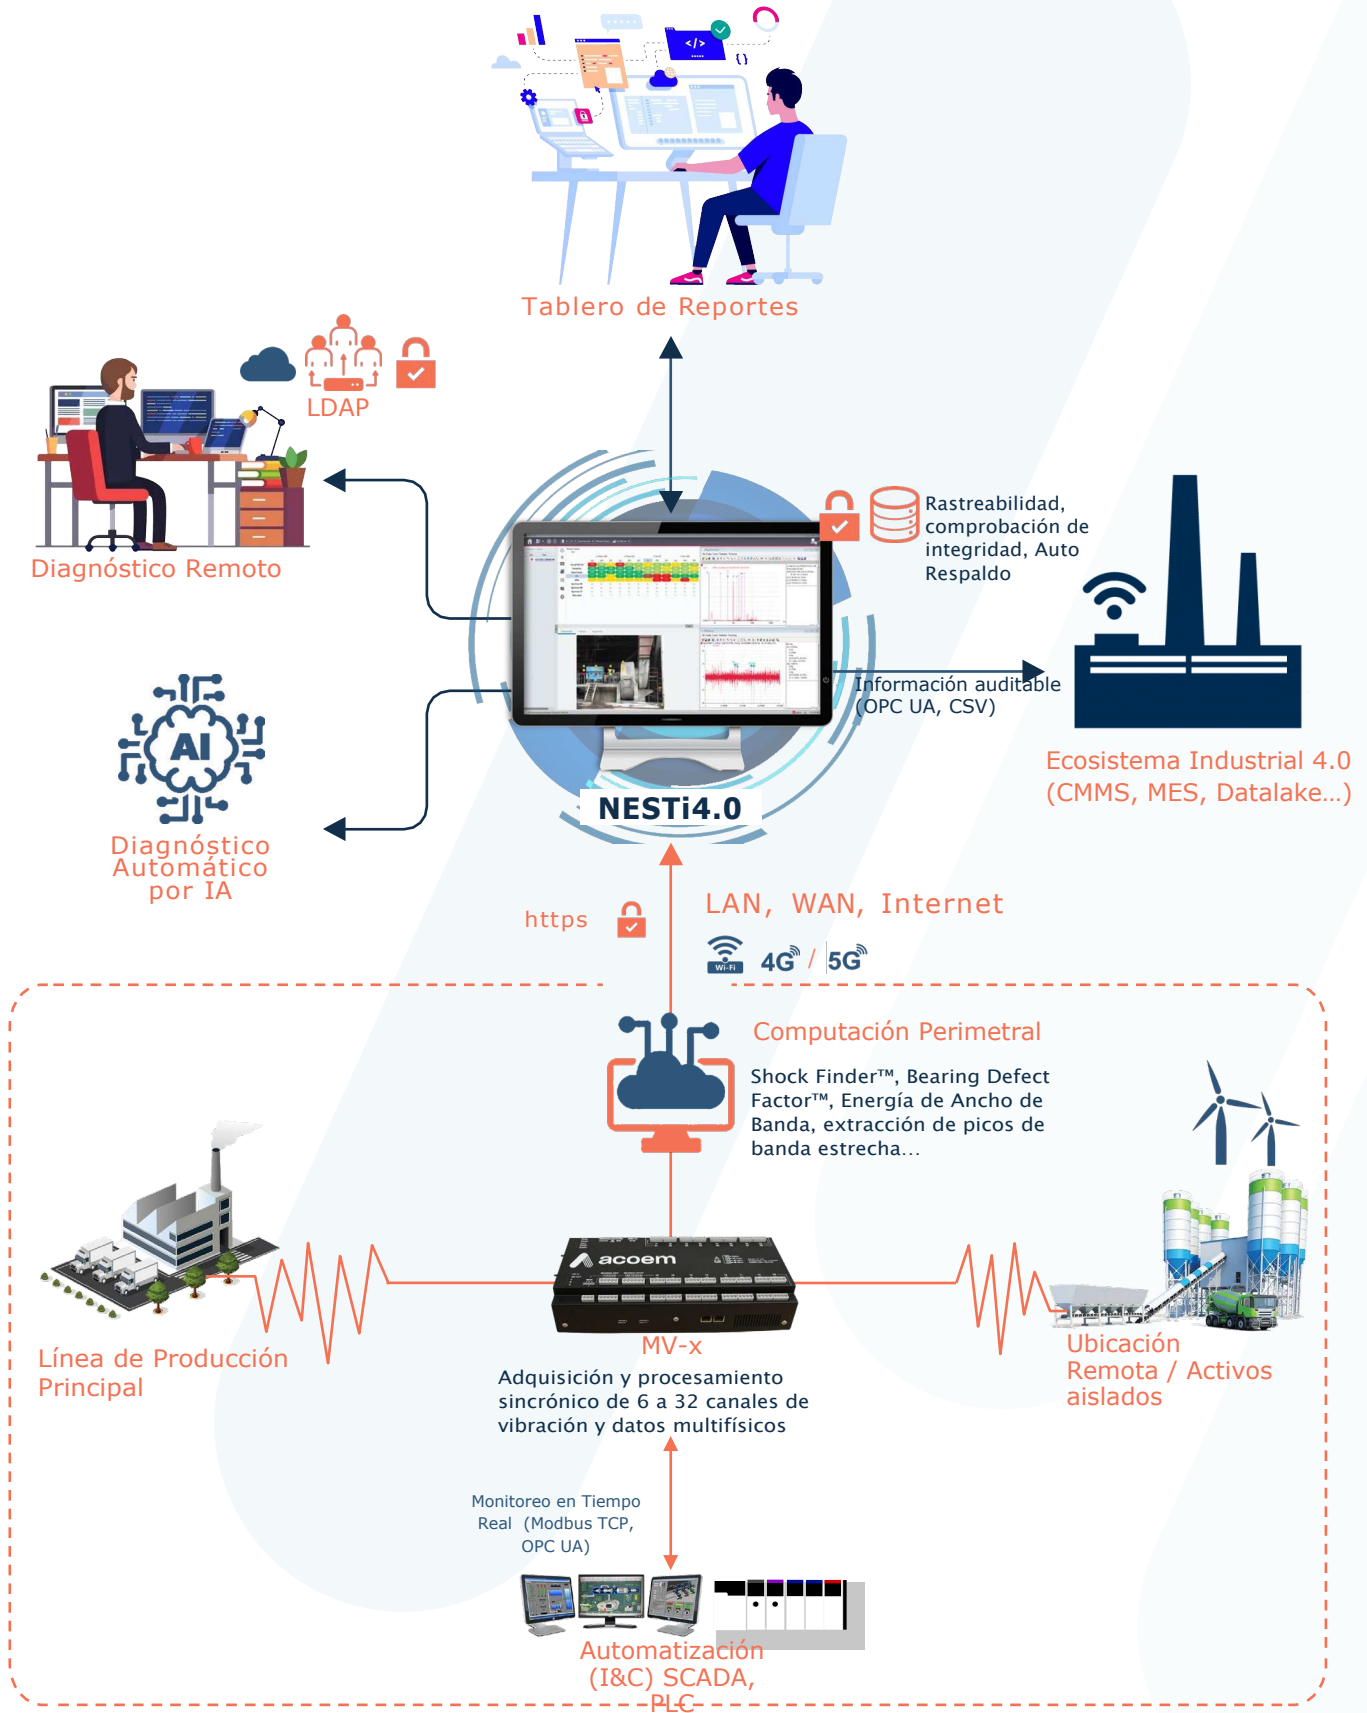 Tablero de Reportes
LDAP
Diagnóstico Remoto
Rastreabilidad,
comprobación de
integridad, Auto
Respaldo
Información auditable
(OPC UA, CSV)
Ecosistema Industrial 4.0
(CMMS, MES, Datalake...)
AI
Diagnóstico
Automático
por IA
NESTi4.0
https
LAN, WAN, Internet
Wi-Fi
4G / 5G
Computación Perimetral
Shock Finder™, Bearing Defect
Factor™, Energía de Ancho de
Banda, extracción de picos de
banda estrecha...
acoem
MV-x
Línea de Producción
Principal
Ubicación
Remota / Activos
aislados
Adquisición y procesamiento
sincrónico de 6 a 32 canales de
vibración y datos multifísicos
Monitoreo en Tiempo
Real (Modbus TCP,
OPC UA)
Automatización
(I&C) SCADA,
PLC